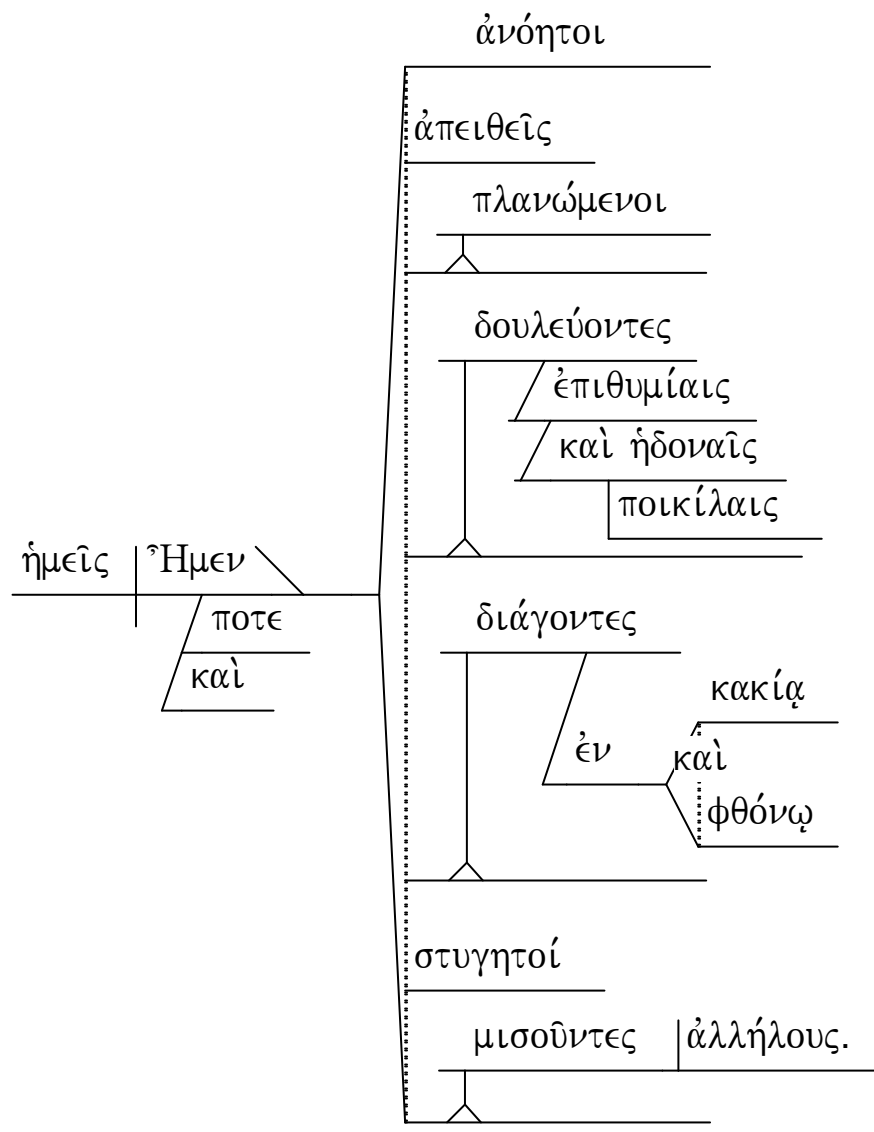 ἀνόητοι
ἀπειθεῖς
πλανώμενοι
δουλεύοντες
ἐπιθυμίαις
καὶ ἡδοναῖς
ποικίλαις
ἡμεῖς Ἦμεν
ποτε
καὶ
διάγοντες
κακίᾳ
ἐν καὶ
φθόνῳ
στυγητοί
μισοῦντες ἀλλήλους.